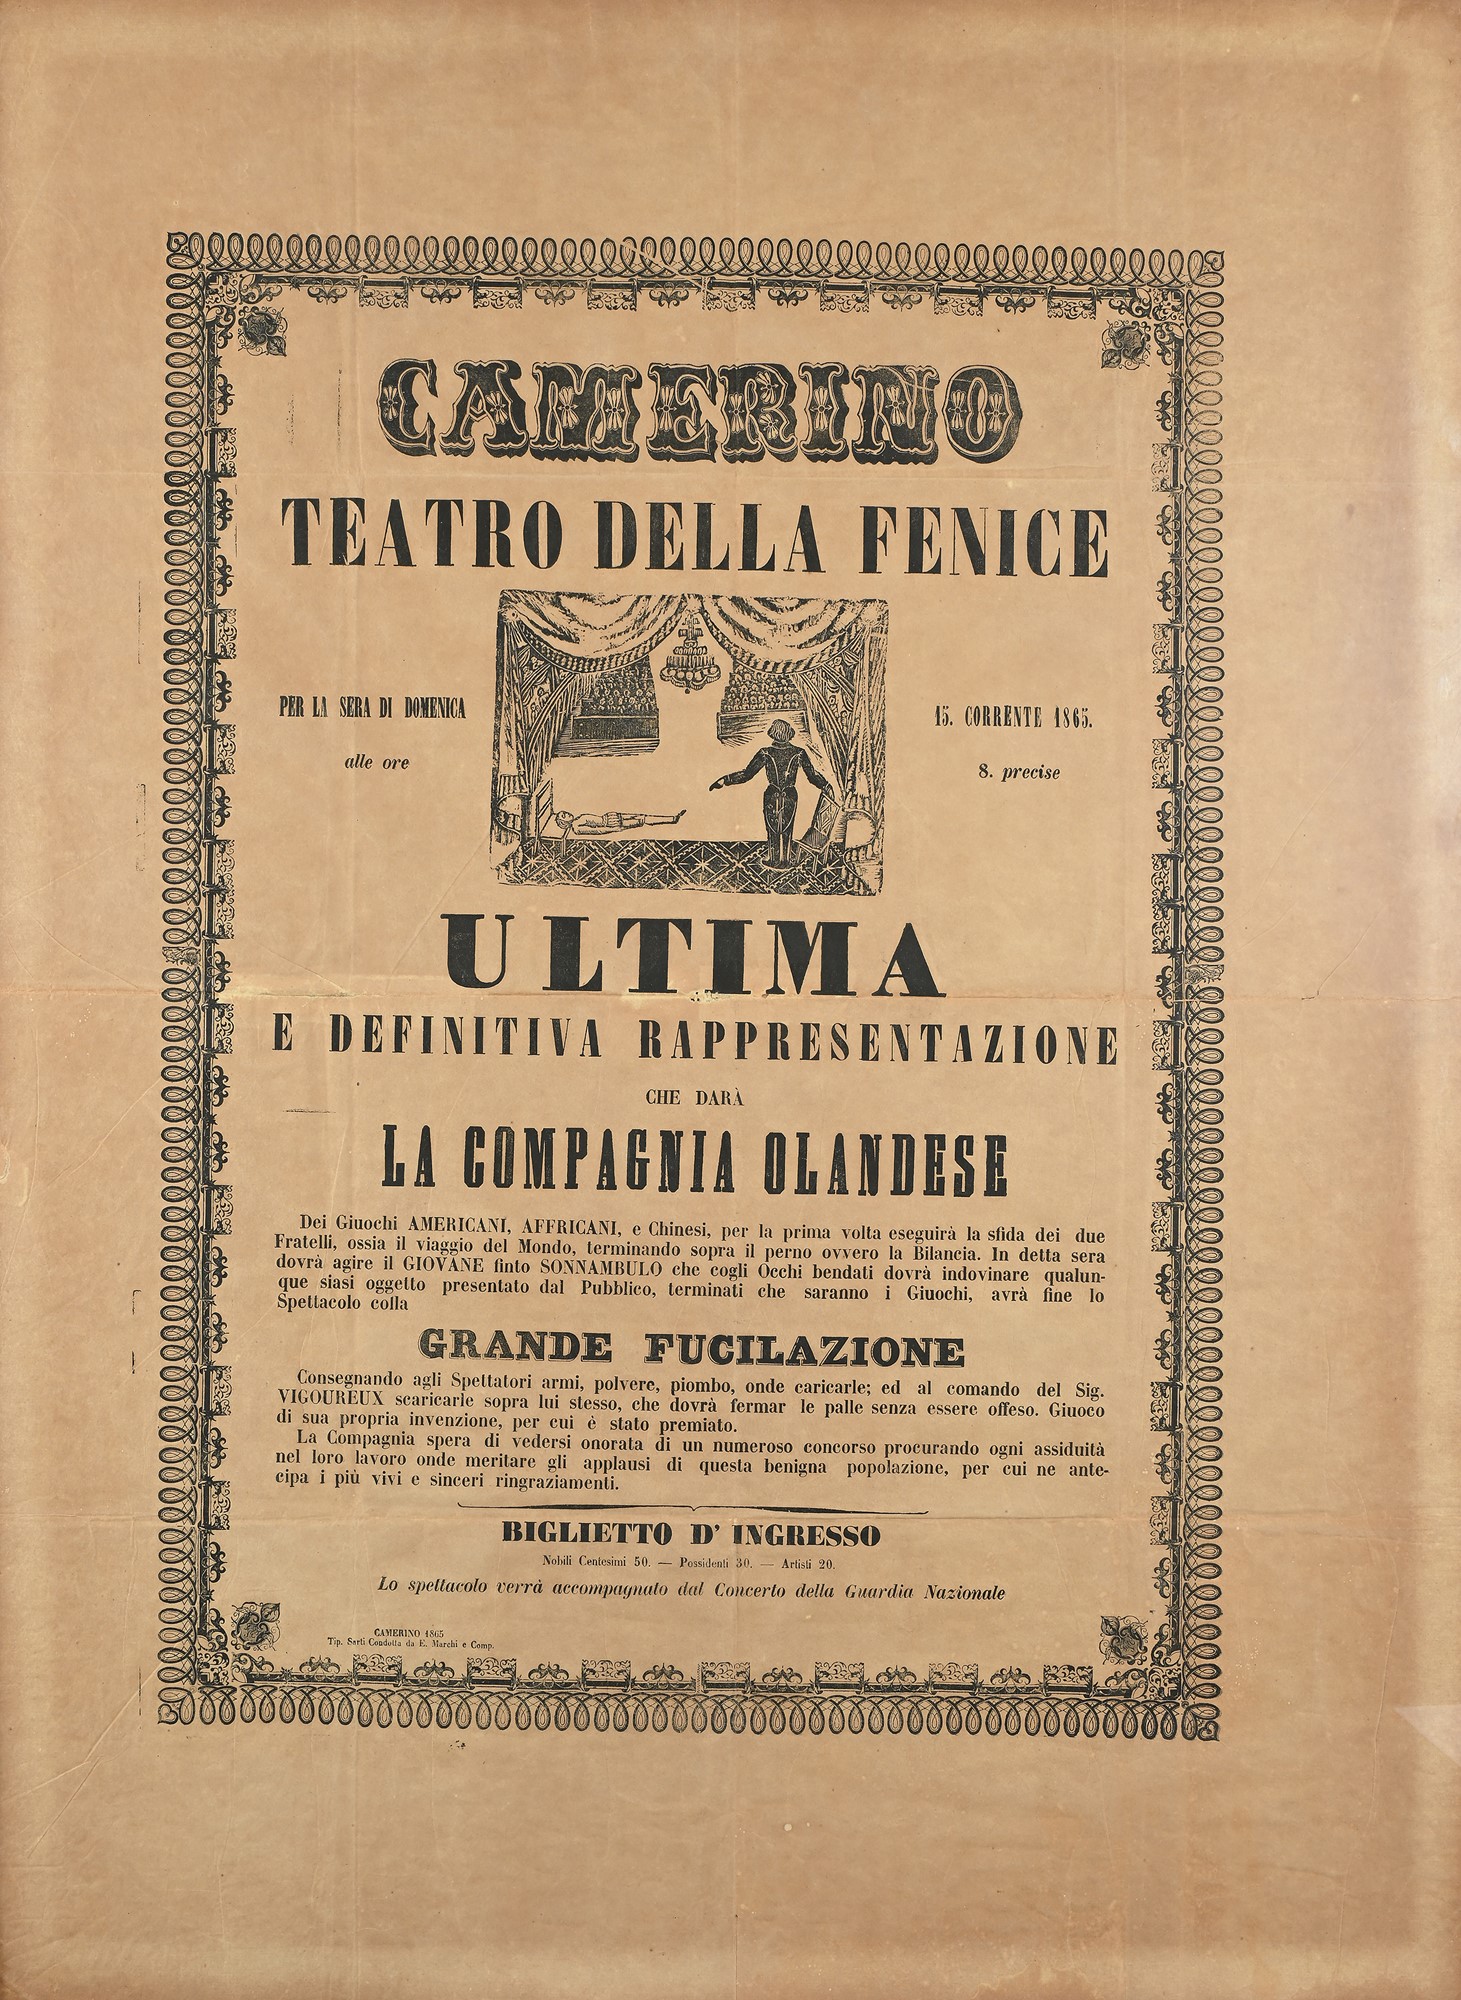 CAMERINO
TEATRO DELLA FENICE
PER LA SERA DI DOMENICA
alle ore
15. CORRENTE 1865.
8. precise
ULTIMA
E DEFINITIVA RAPPRESENTAZIONE
CHE DARÀ
LA COMPAGNIA OLANDESE
Dei Giuochi AMERICANI, AFFRICANI, e Chinesi, per la prima volta eseguirà la sfida dei due
Fratelli, ossia il viaggio del Mondo, terminando sopra il perno ovvero la Bilancia. In detta sera
dovrà agire il GIOVANE finto SONNAMBULO che cogli Occhi bendati dovrà indovinare qualun-
que siasi oggetto presentato dal Pubblico, terminati che saranno i Giuochi, avrà fine lo
Spettacolo colla
GRANDE FUCILAZIONE
Consegnando agli Spettatori armi, polvere, piombo, onde caricarle; ed al comando del Sig.
VIGOUREUX scaricarle sopra lui stesso, che dovrà fermar le palle senza essere offeso. Giuoco
di sua propria invenzione, per cui è stato premiato.
La Compagnia spera di vedersi onorata di un numeroso concorso procurando ogni assiduità
nel loro lavoro onde meritare gli applausi di questa benigna popolazione, per cui ne ante-
cipa i più vivi e sinceri ringraziamenti.
BIGLIETTO D' INGRESSO
Nobili Centesimi 50. — Possidenti 30. — Artisti 20.
Lo spettacolo verrà accompagnato dal Concerto della Guardia Nazionale
CAMERINO 1865
Tip. Sarti Condotta da E. Marchi e Comp.